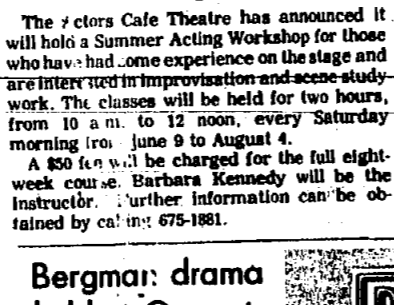 The Actors Cafe Theatre has announced it
will hold a Summer Acting Workshop for those
who have had some experience on the stage and
are interested in improvisation and scene study
work. The classes will be held for two hours,
from 10 a.m. to 12 noon, every Saturday
morning from June 9 to August 4.
A $50 fee will be charged for the full eight-
week course. Barbara Kennedy will be the
instructor. Further information can be ob-
tained by calling 675-1881.
Bergman drama